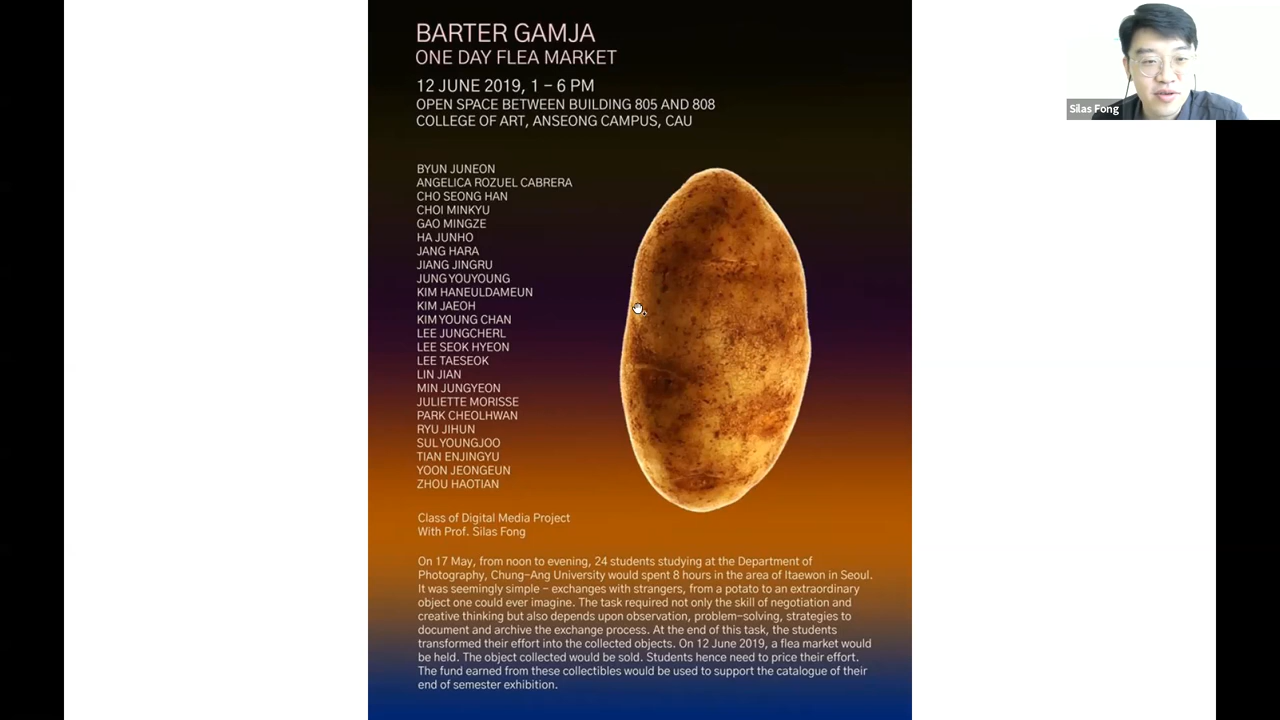 BARTER GAMJA
ONE DAY FLEA MARKET
12 JUNE 2019, 1 – 6 PM
OPEN SPACE BETWEEN BUILDING 805 AND 808
COLLEGE OF ART, ANSEONG CAMPUS, CAU
BYUN JUNEON
ANGELICA ROZUEL CABRERA
CHO SEONG HAN
CHOI MINKYU
GAO MINGZE
HA JUNHO
JANG HARA
JIANG JINGRU
JUNG YOUYOUNG
KIM HANEULDAMEUN
KIM JAEOH
KIM YOUNG CHAN
LEE JUNGCHERL
LEE SEOK HYEON
LEE TAESEOK
LIN JIAN
MIN JUNGYEON
JULIETTE MORISSE
PARK CHEOLHWAN
RYU JIHUN
SUL YOUNGJOO
TIAN ENJINGYU
YOON JEONGEUN
ZHOU HAOTIAN
Class of Digital Media Project
With Prof. Silas Fong
On 17 May, from noon to evening, 24 students studying at the Department of
Photography, Chung-Ang University would spent 8 hours in the area of Itaewon in Seoul.
It was seemingly simple – exchanges with strangers, from a potato to an extraordinary
object one could ever imagine. The task required not only the skill of negotiation and
creative thinking but also depends upon observation, problem-solving, strategies to
document and archive the exchange process. At the end of this task, the students
transformed their effort into the collected objects. On 12 June 2019, a flea market would
be held. The object collected would be sold. Students hence need to price their effort.
The fund earned from these collectibles would be used to support the catalogue of their
end of semester exhibition.
Silas Fong